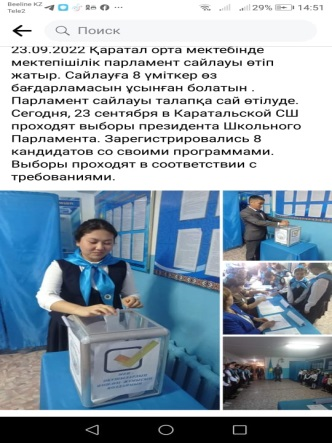 Beeline KZ
Tele2
29% 14:51
Поиск
23.09.2022 Қаратал орта мектебінде
мектепішілік парламент сайлауы өтіп
жатыр. Сайлауға 8 үміткер өз
бағдарламасын ұсынған болатын .
Парламент сайлауы талапқа сай өтілуде.
Сегодня, 23 сентября в Каратальской СШ
проходят выборы президента Школьного
Парламента. Зарегистрировались 8
кандидатов со своими программами.
Выборы проходят в соответствии с
требованиями.